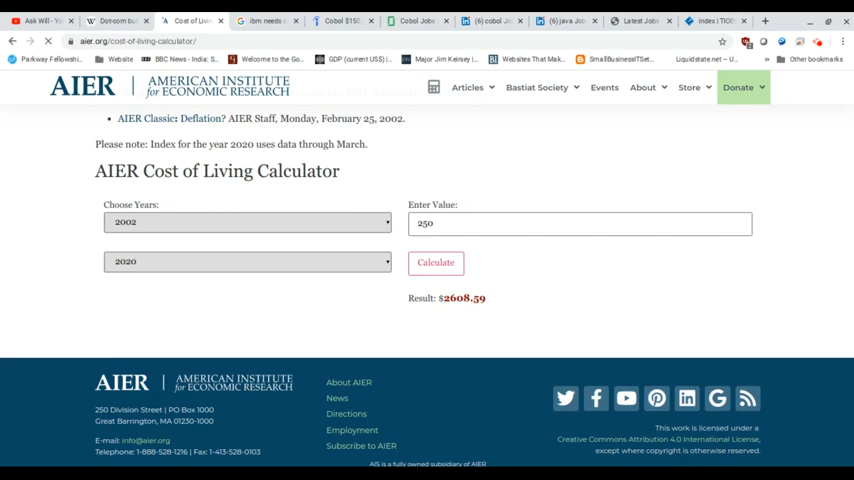 Ask Will - Yo
Dot-com bu
Cost of Livin
ibm needs c
Cobol $150,
Cobol Jobs
(6) cobol Jo
(6) java Jo
Latest Jobs
index | TIOB
aier.org/cost-of-living-calculator/
Parkway Fellowship...
Website
BBC News - India: S...
Welcome to the Go...
GDP (current US$) |...
Major Jim Keisey |...
Websites That Mak...
SmallBusinessITSet...
Liquidstate.net – U...
»
Other bookmarks
AIER | AMERICAN INSTITUTE
for ECONOMIC RESEARCH
Articles
Bastiat Society
Events
About
Store
Donate
• AIER Classic: Deflation? AIER Staff, Monday, February 25, 2002.
Please note: Index for the year 2020 uses data through March.
AIER Cost of Living Calculator
Choose Years:
Enter Value:
2002
250
2020
Calculate
Result: $2608.59
AIER | AMERICAN INSTITUTE
for ECONOMIC RESEARCH
250 Division Street | PO Box 1000
Great Barrington, MA 01230-1000
E-mail: info@aier.org
Telephone: 1-888-528-1216 | Fax: 1-413-528-0103
About AIER
News
Directions
Employment
Subscribe to AIER
This work is licensed under a
Creative Commons Attribution 4.0 International License,
except where copyright is otherwise reserved.
AIS is a fully owned subsidiary of AIER